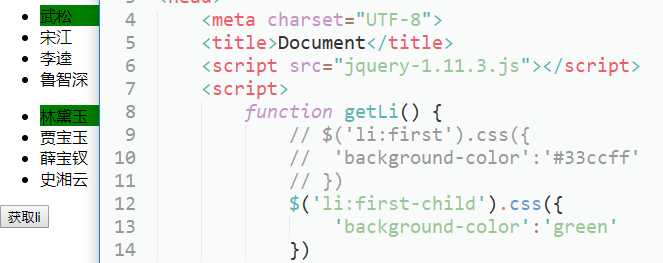 武松
宋江
李逵
鲁智深
林黛玉
贾宝玉
薛宝钗
史湘云
获取li
4 <meta charset="UTF-8">
5 <title>Document</title>
6 <script src="jquery-1.11.3.js"></script>
7 <script>
8 function getLi() {
9 // $('li:first').css({
10 //  'background-color':'#33ccff'
11 // })
12 $('li:first-child').css({
13 'background-color':'green'
14 })